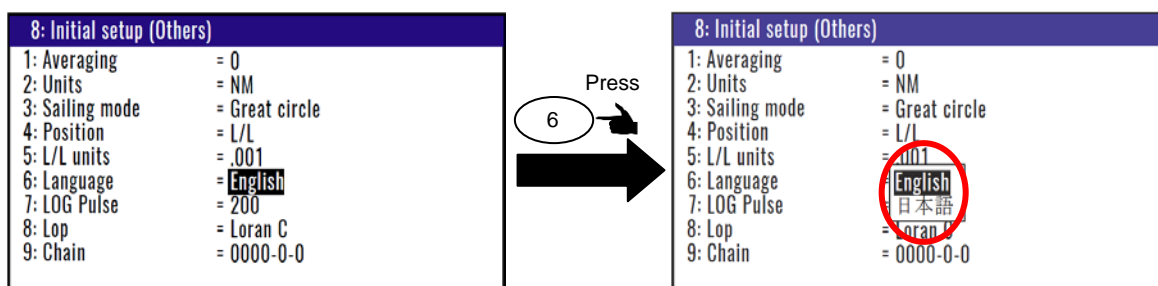 8: Initial setup (Others)
1: Averaging = 0
2: Units = NM
3: Sailing mode = Great circle
4: Position = L/L
5: L/L units = .001
6: Language = English
7: LOG Pulse = 200
8: Lop = Loran C
9: Chain = 0000-0-0
Press
6
8: Initial setup (Others)
1: Averaging = 0
2: Units = NM
3: Sailing mode = Great circle
4: Position = L/L
5: L/L units = .001
6: Language English
7: LOG Pulse 日本語
8: Lop = Loran C
9: Chain = 0000-0-0